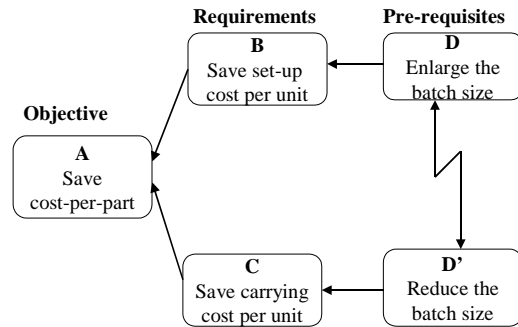 Requirements
Pre-requisites
B
Save set-up
cost per unit
D
Enlarge the
batch size
Objective
A
Save
cost-per-part
C
Save carrying
cost per unit
D’
Reduce the
batch size